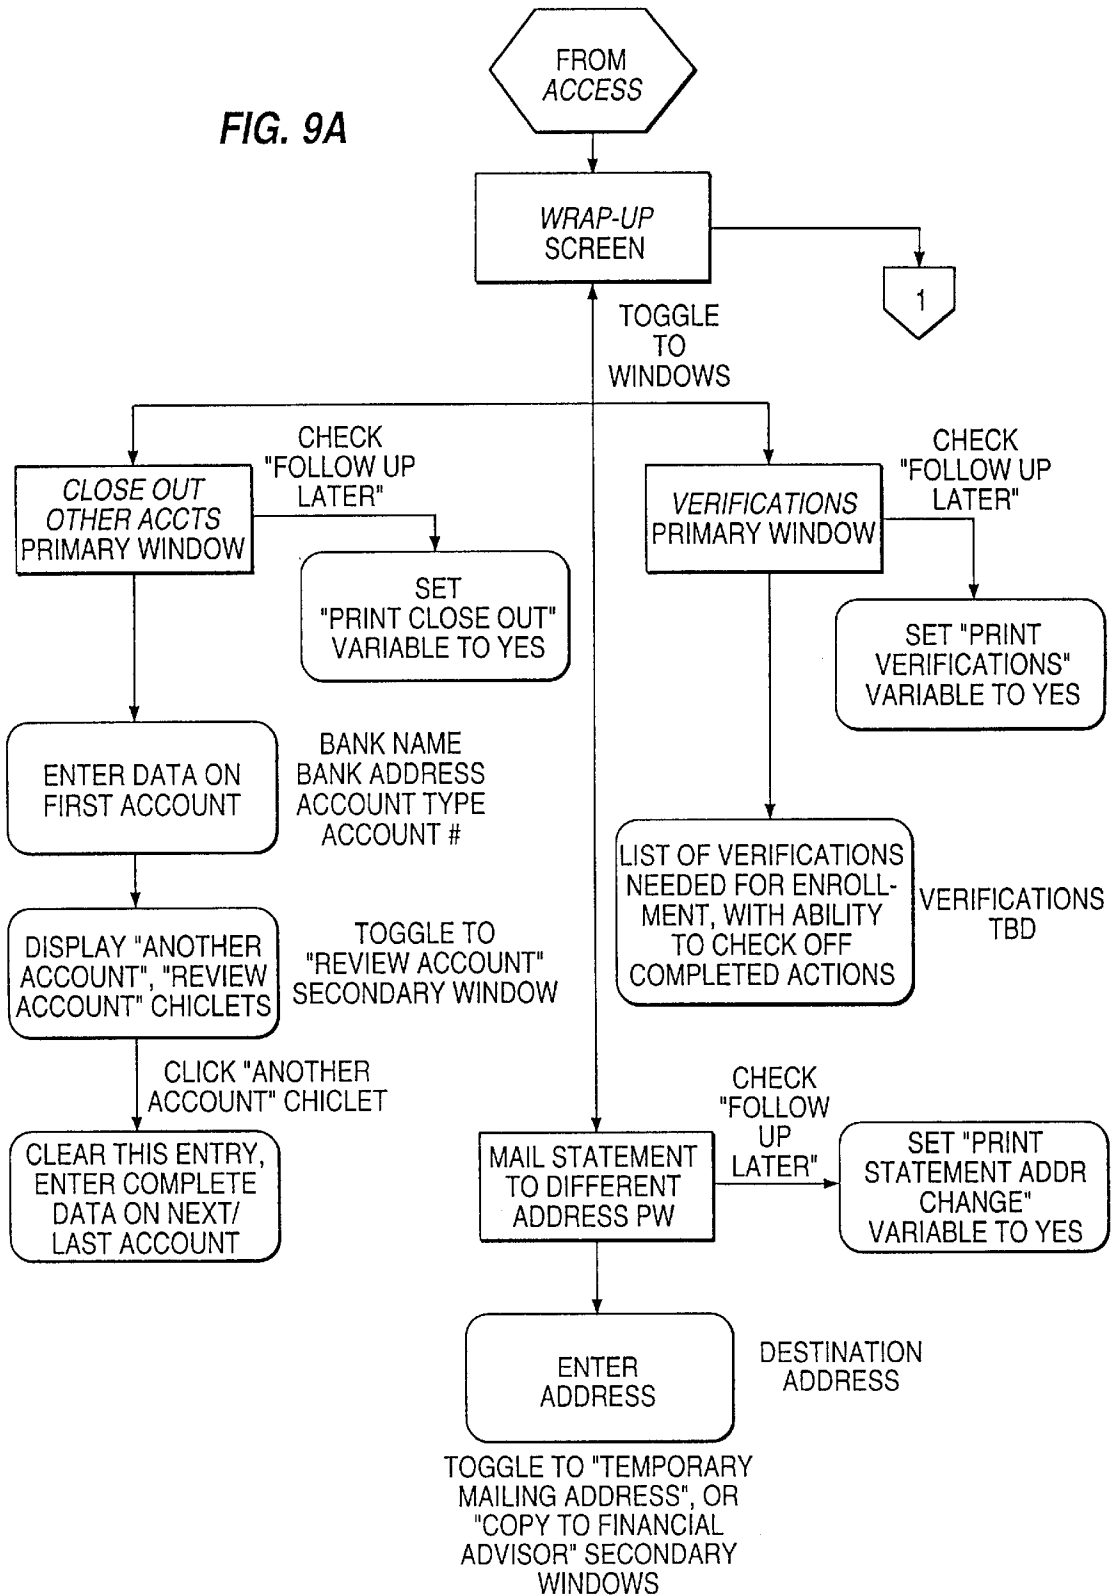 FROM
ACCESS
FIG. 9A
WRAP-UP
SCREEN
1
TOGGLE
TO
WINDOWS
CHECK
"FOLLOW UP
LATER"
CLOSE OUT
OTHER ACCTS
PRIMARY WINDOW
SET
"PRINT CLOSE OUT"
VARIABLE TO YES
CHECK
"FOLLOW UP
LATER"
VERIFICATIONS
PRIMARY WINDOW
SET "PRINT
VERIFICATIONS"
VARIABLE TO YES
ENTER DATA ON
FIRST ACCOUNT
BANK NAME
BANK ADDRESS
ACCOUNT TYPE
ACCOUNT #
LIST OF VERIFICATIONS
NEEDED FOR ENROLL-
MENT, WITH ABILITY
TO CHECK OFF
COMPLETED ACTIONS
VERIFICATIONS
TBD
DISPLAY "ANOTHER
ACCOUNT", "REVIEW
ACCOUNT" CHICLETS
TOGGLE TO
"REVIEW ACCOUNT"
SECONDARY WINDOW
CLICK "ANOTHER
ACCOUNT" CHICLET
CLEAR THIS ENTRY,
ENTER COMPLETE
DATA ON NEXT/
LAST ACCOUNT
MAIL STATEMENT
TO DIFFERENT
ADDRESS PW
CHECK
"FOLLOW
UP
LATER"
SET "PRINT
STATEMENT ADDR
CHANGE"
VARIABLE TO YES
ENTER
ADDRESS
DESTINATION
ADDRESS
TOGGLE TO "TEMPORARY
MAILING ADDRESS", OR
"COPY TO FINANCIAL
ADVISOR" SECONDARY
WINDOWS